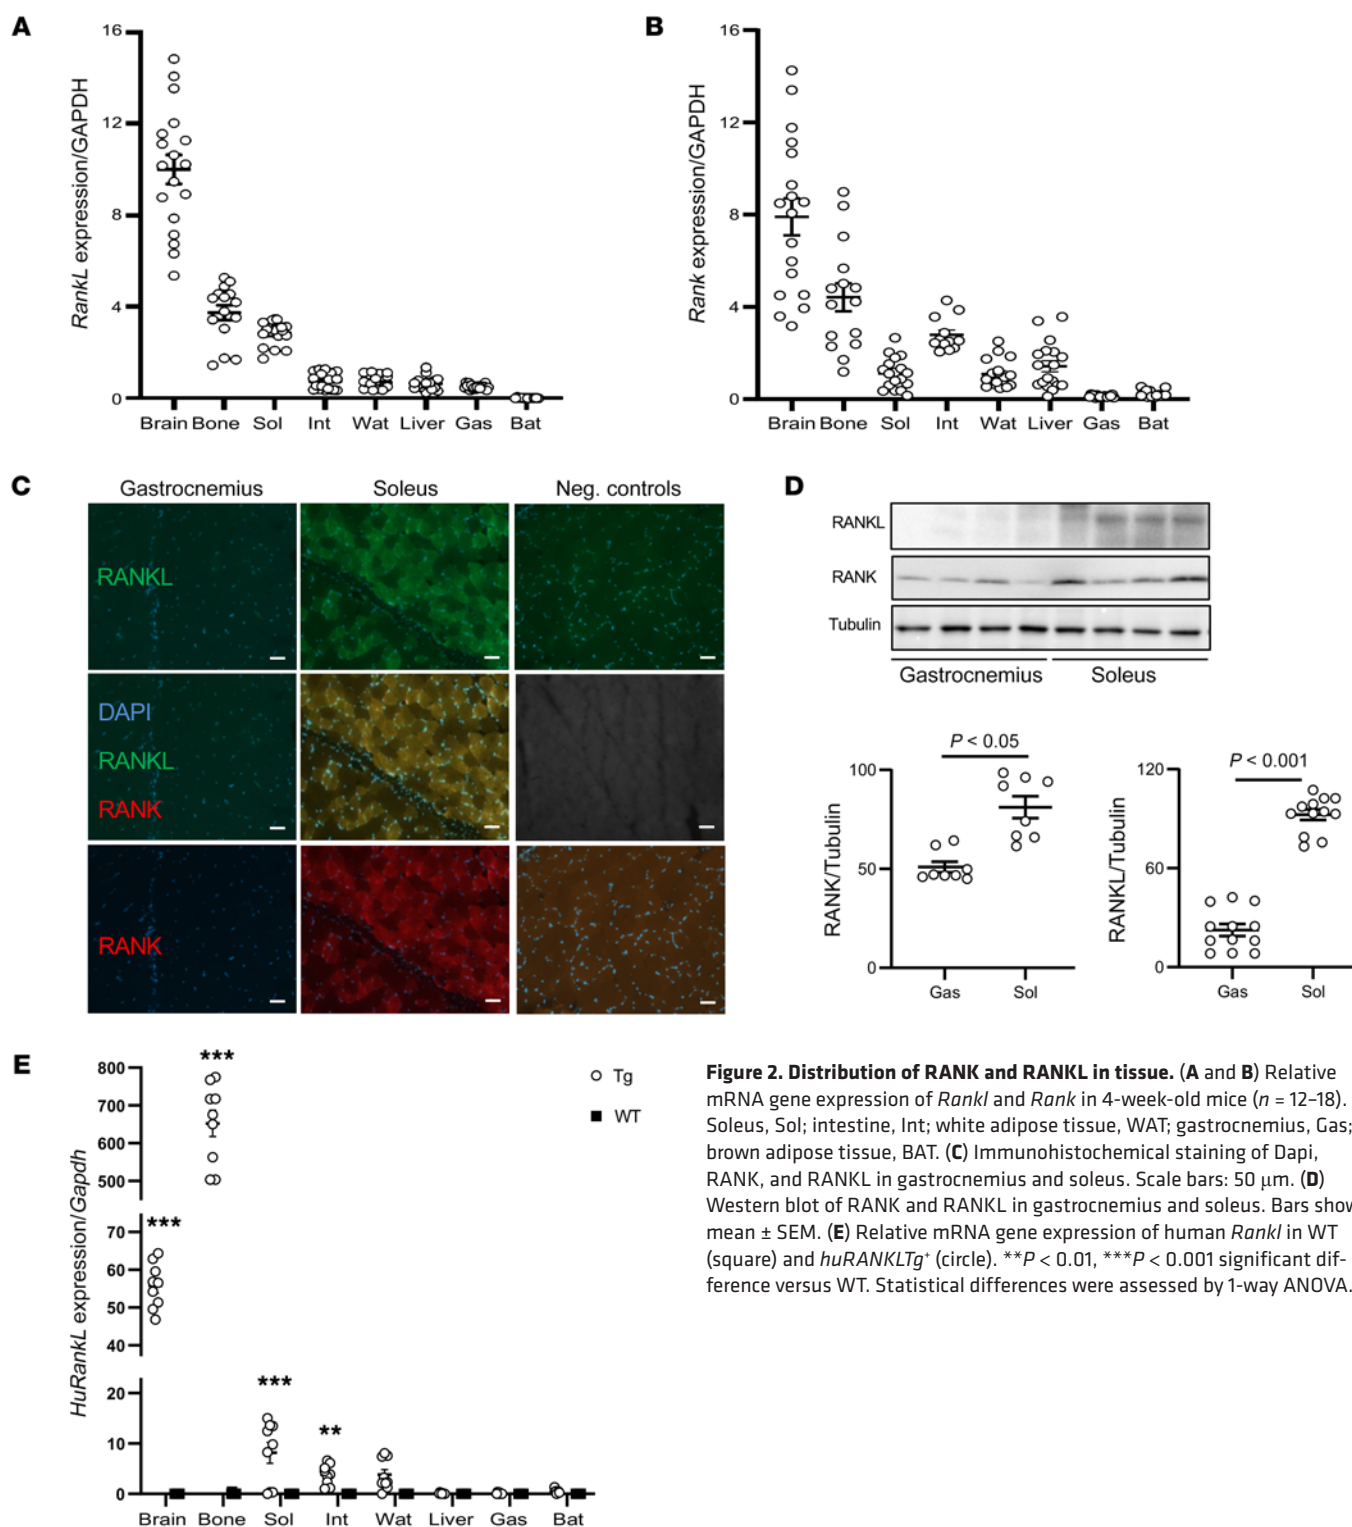 A
RankL expression/GAPDH
16
12
8
4
0
Brain Bone Sol Int Wat Liver Gas Bat
B
Rank expression/GAPDH
16
12
8
4
0
Brain Bone Sol Int Wat Liver Gas Bat
C
Gastrocnemius Soleus Neg. controls
RANKL
DAPI
RANKL
RANK
RANK
D
RANKL
RANK
Tubulin
Gastrocnemius Soleus
P < 0.05
RANK/Tubulin
100
50
0
Gas Sol
P < 0.001
RANKL/Tubulin
120
60
0
Gas Sol
E
HuRankL expression/Gapdh
800
700
600
500
70
60
50
40
20
10
0
***
***
***
**
Tg
WT
Brain Bone Sol Int Wat Liver Gas Bat
Figure 2. Distribution of RANK and RANKL in tissue. (A and B) Relative
mRNA gene expression of Rankl and Rank in 4-week-old mice (n = 12–18).
Soleus, Sol; intestine, Int; white adipose tissue, WAT; gastrocnemius, Gas;
brown adipose tissue, BAT. (C) Immunohistochemical staining of Dapi,
RANK, and RANKL in gastrocnemius and soleus. Scale bars: 50 μm. (D)
Western blot of RANK and RANKL in gastrocnemius and soleus. Bars show
mean ± SEM. (E) Relative mRNA gene expression of human Rankl in WT
(square) and huRANKLTg⁺ (circle). **P < 0.01, ***P < 0.001 significant dif-
ference versus WT. Statistical differences were assessed by 1-way ANOVA.